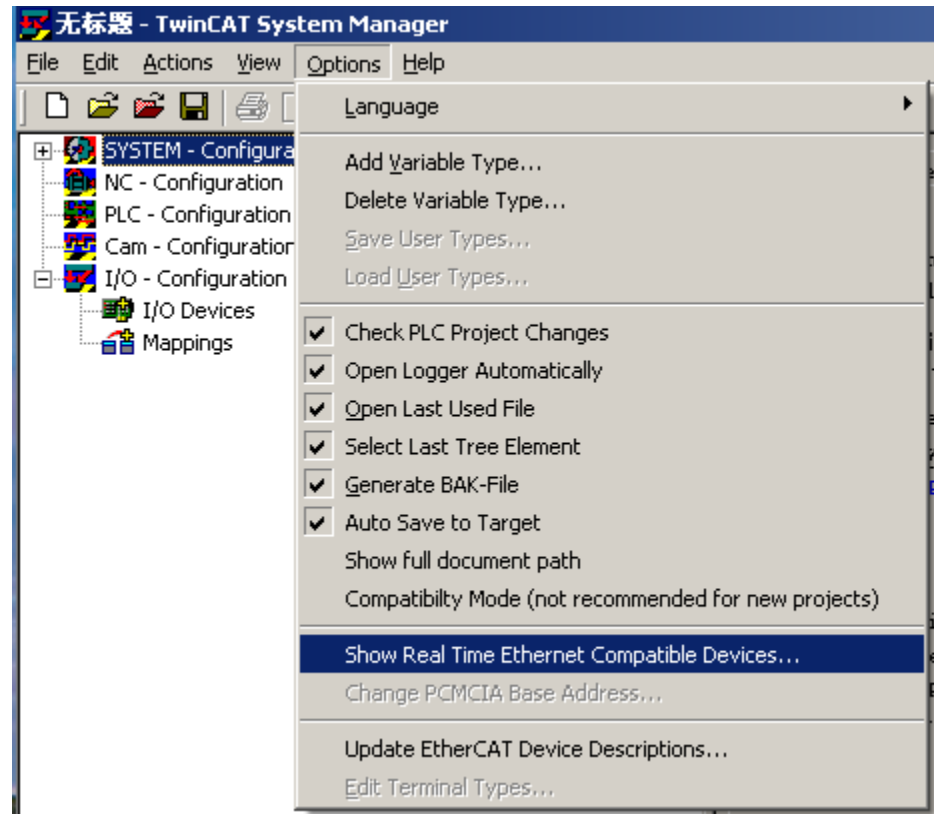 无标题 - TwinCAT System Manager
File Edit Actions View Options Help
Language
SYSTEM - Configura
NC - Configuration
PLC - Configuration
Cam - Configuration
I/O - Configuration
I/O Devices
Mappings
Add Variable Type...
Delete Variable Type...
Save User Types...
Load User Types...
Check PLC Project Changes
Open Logger Automatically
Open Last Used File
Select Last Tree Element
Generate BAK-File
Auto Save to Target
Show full document path
Compatibilty Mode (not recommended for new projects)
Show Real Time Ethernet Compatible Devices...
Change PCMCIA Base Address...
Update EtherCAT Device Descriptions...
Edit Terminal Types...